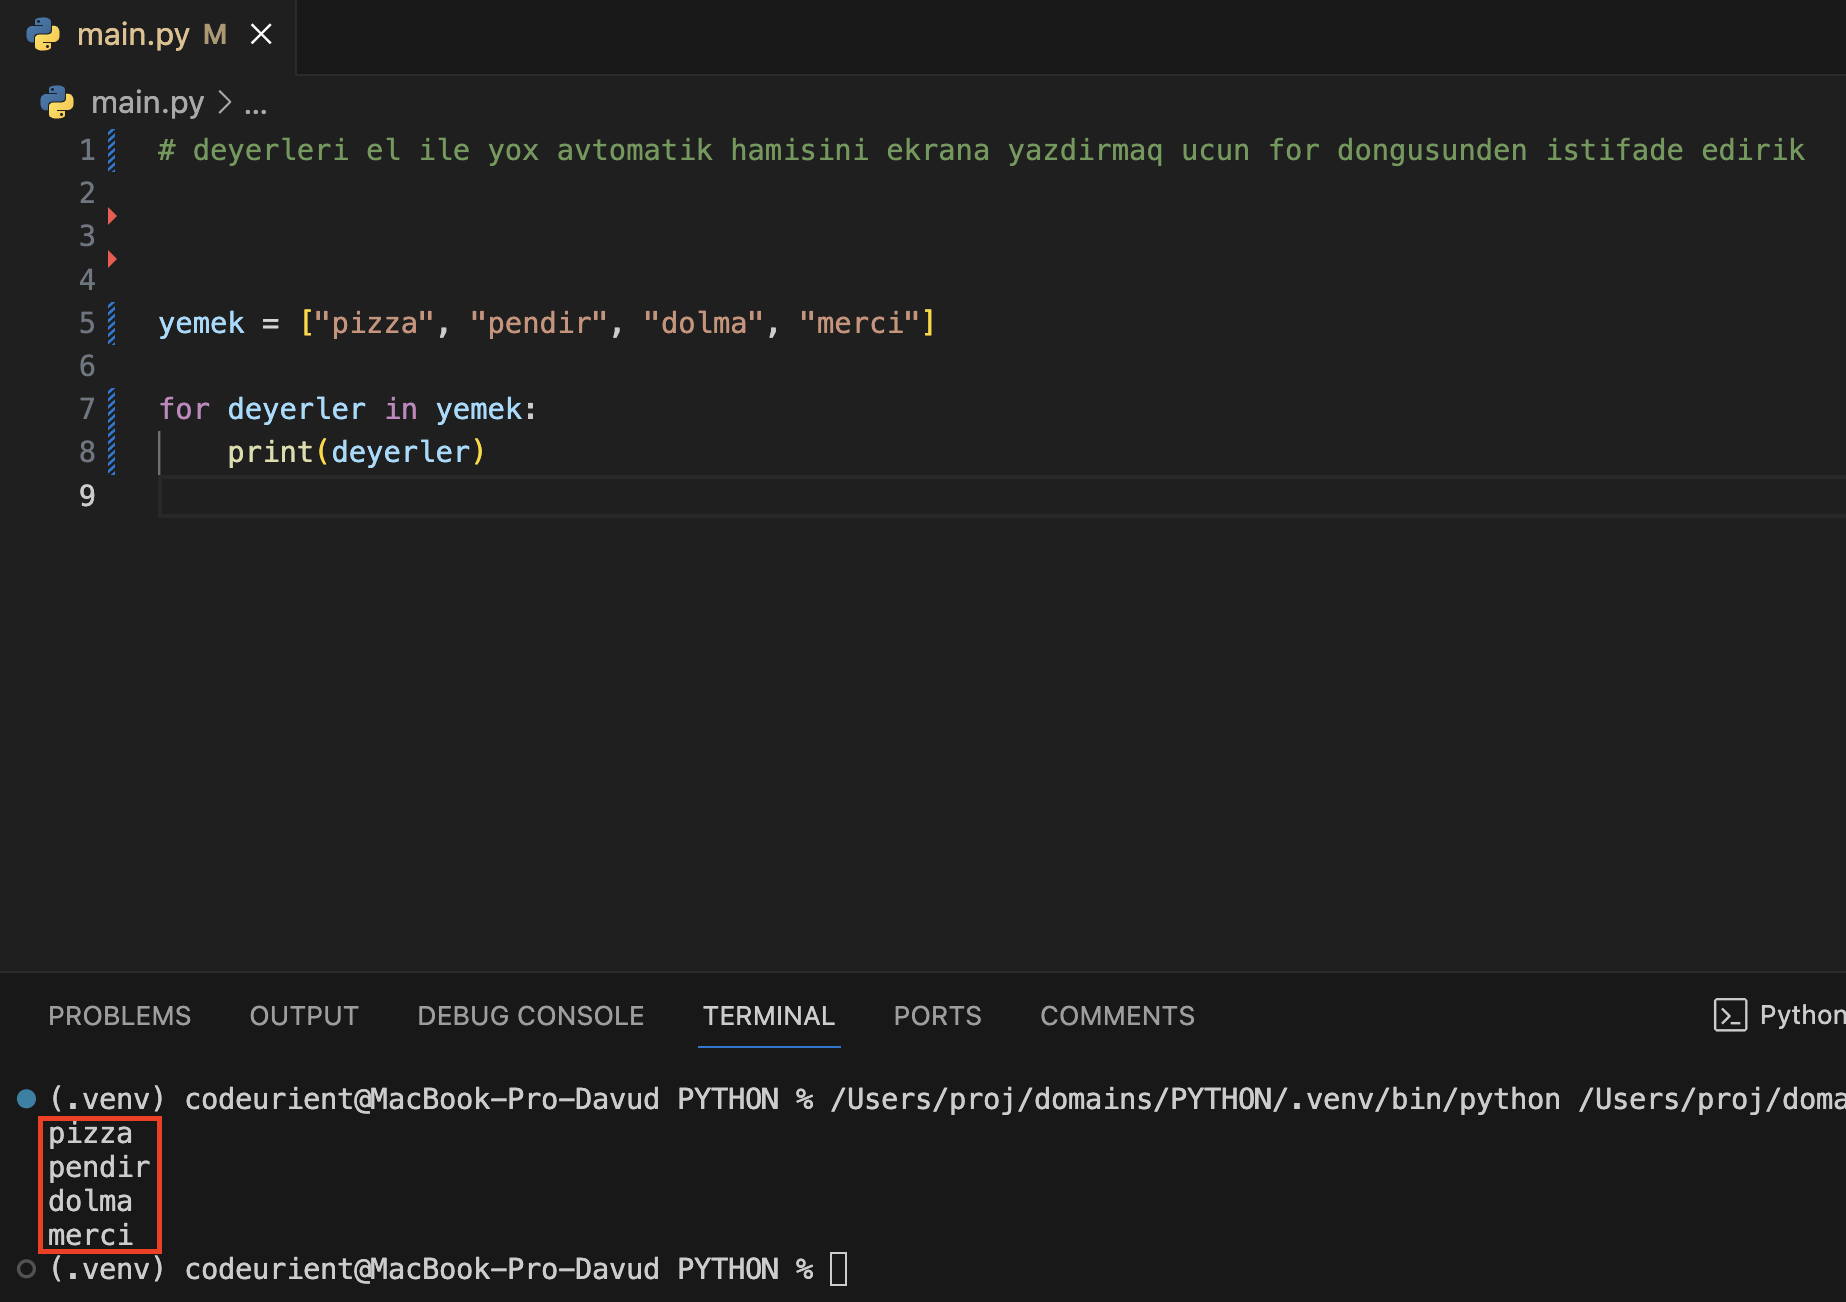 main.py M
main.py > ...
1 # deyerleri el ile yox avtomatik hamisini ekrana yazdirmaq ucun for dongusunden istifade edirik
2
3
4
5 yemek = ["pizza", "pendir", "dolma", "merci"]
6
7 for deyerler in yemek:
8     print(deyerler)
9
PROBLEMS OUTPUT DEBUG CONSOLE TERMINAL PORTS COMMENTS Python
(.venv) codeurient@MacBook-Pro-Davud PYTHON % /Users/proj/domains/PYTHON/.venv/bin/python /Users/proj/doma
pizza
pendir
dolma
merci
(.venv) codeurient@MacBook-Pro-Davud PYTHON %